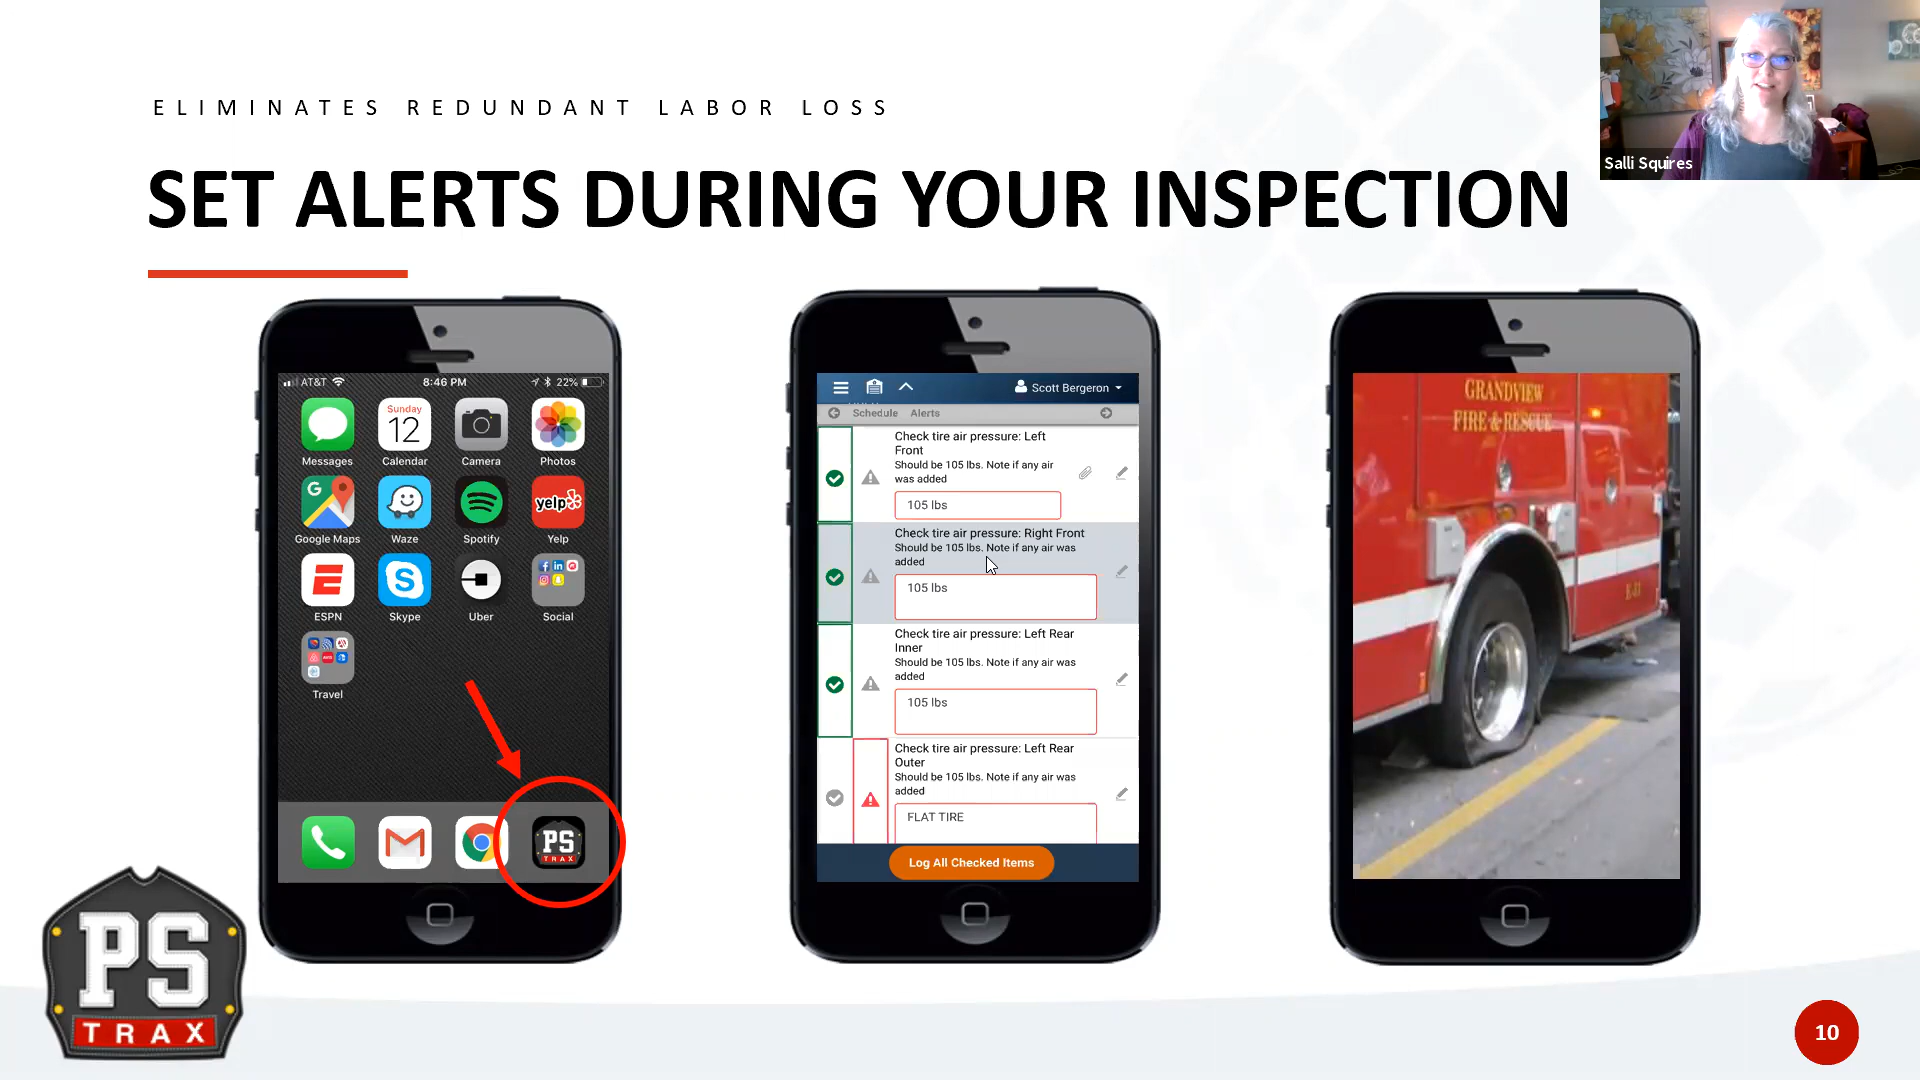 ELIMINATES REDUNDANT LABOR LOSS
SET ALERTS DURING YOUR INSPECTION
Salli Squires
AT&T
8:46 PM
22%
Sunday
12
Messages
Calendar
Camera
Photos
G
yelp
Google Maps
Waze
Spotify
Yelp
ESPN
Skype
Uber
Social
Travel
PS
TRAX
Scott Bergeron
Schedule Alerts
Check tire air pressure: Left
Front
Should be 105 lbs. Note if any air
was added
105 lbs
Check tire air pressure: Right Front
Should be 105 lbs. Note if any air was
added
105 lbs
Check tire air pressure: Left Rear
Inner
Should be 105 lbs. Note if any air was
added
105 lbs
Check tire air pressure: Left Rear
Outer
Should be 105 lbs. Note if any air was
added
FLAT TIRE
Log All Checked Items
GRANDVIEW
FIRE & RESCUE
PS
TRAX
10